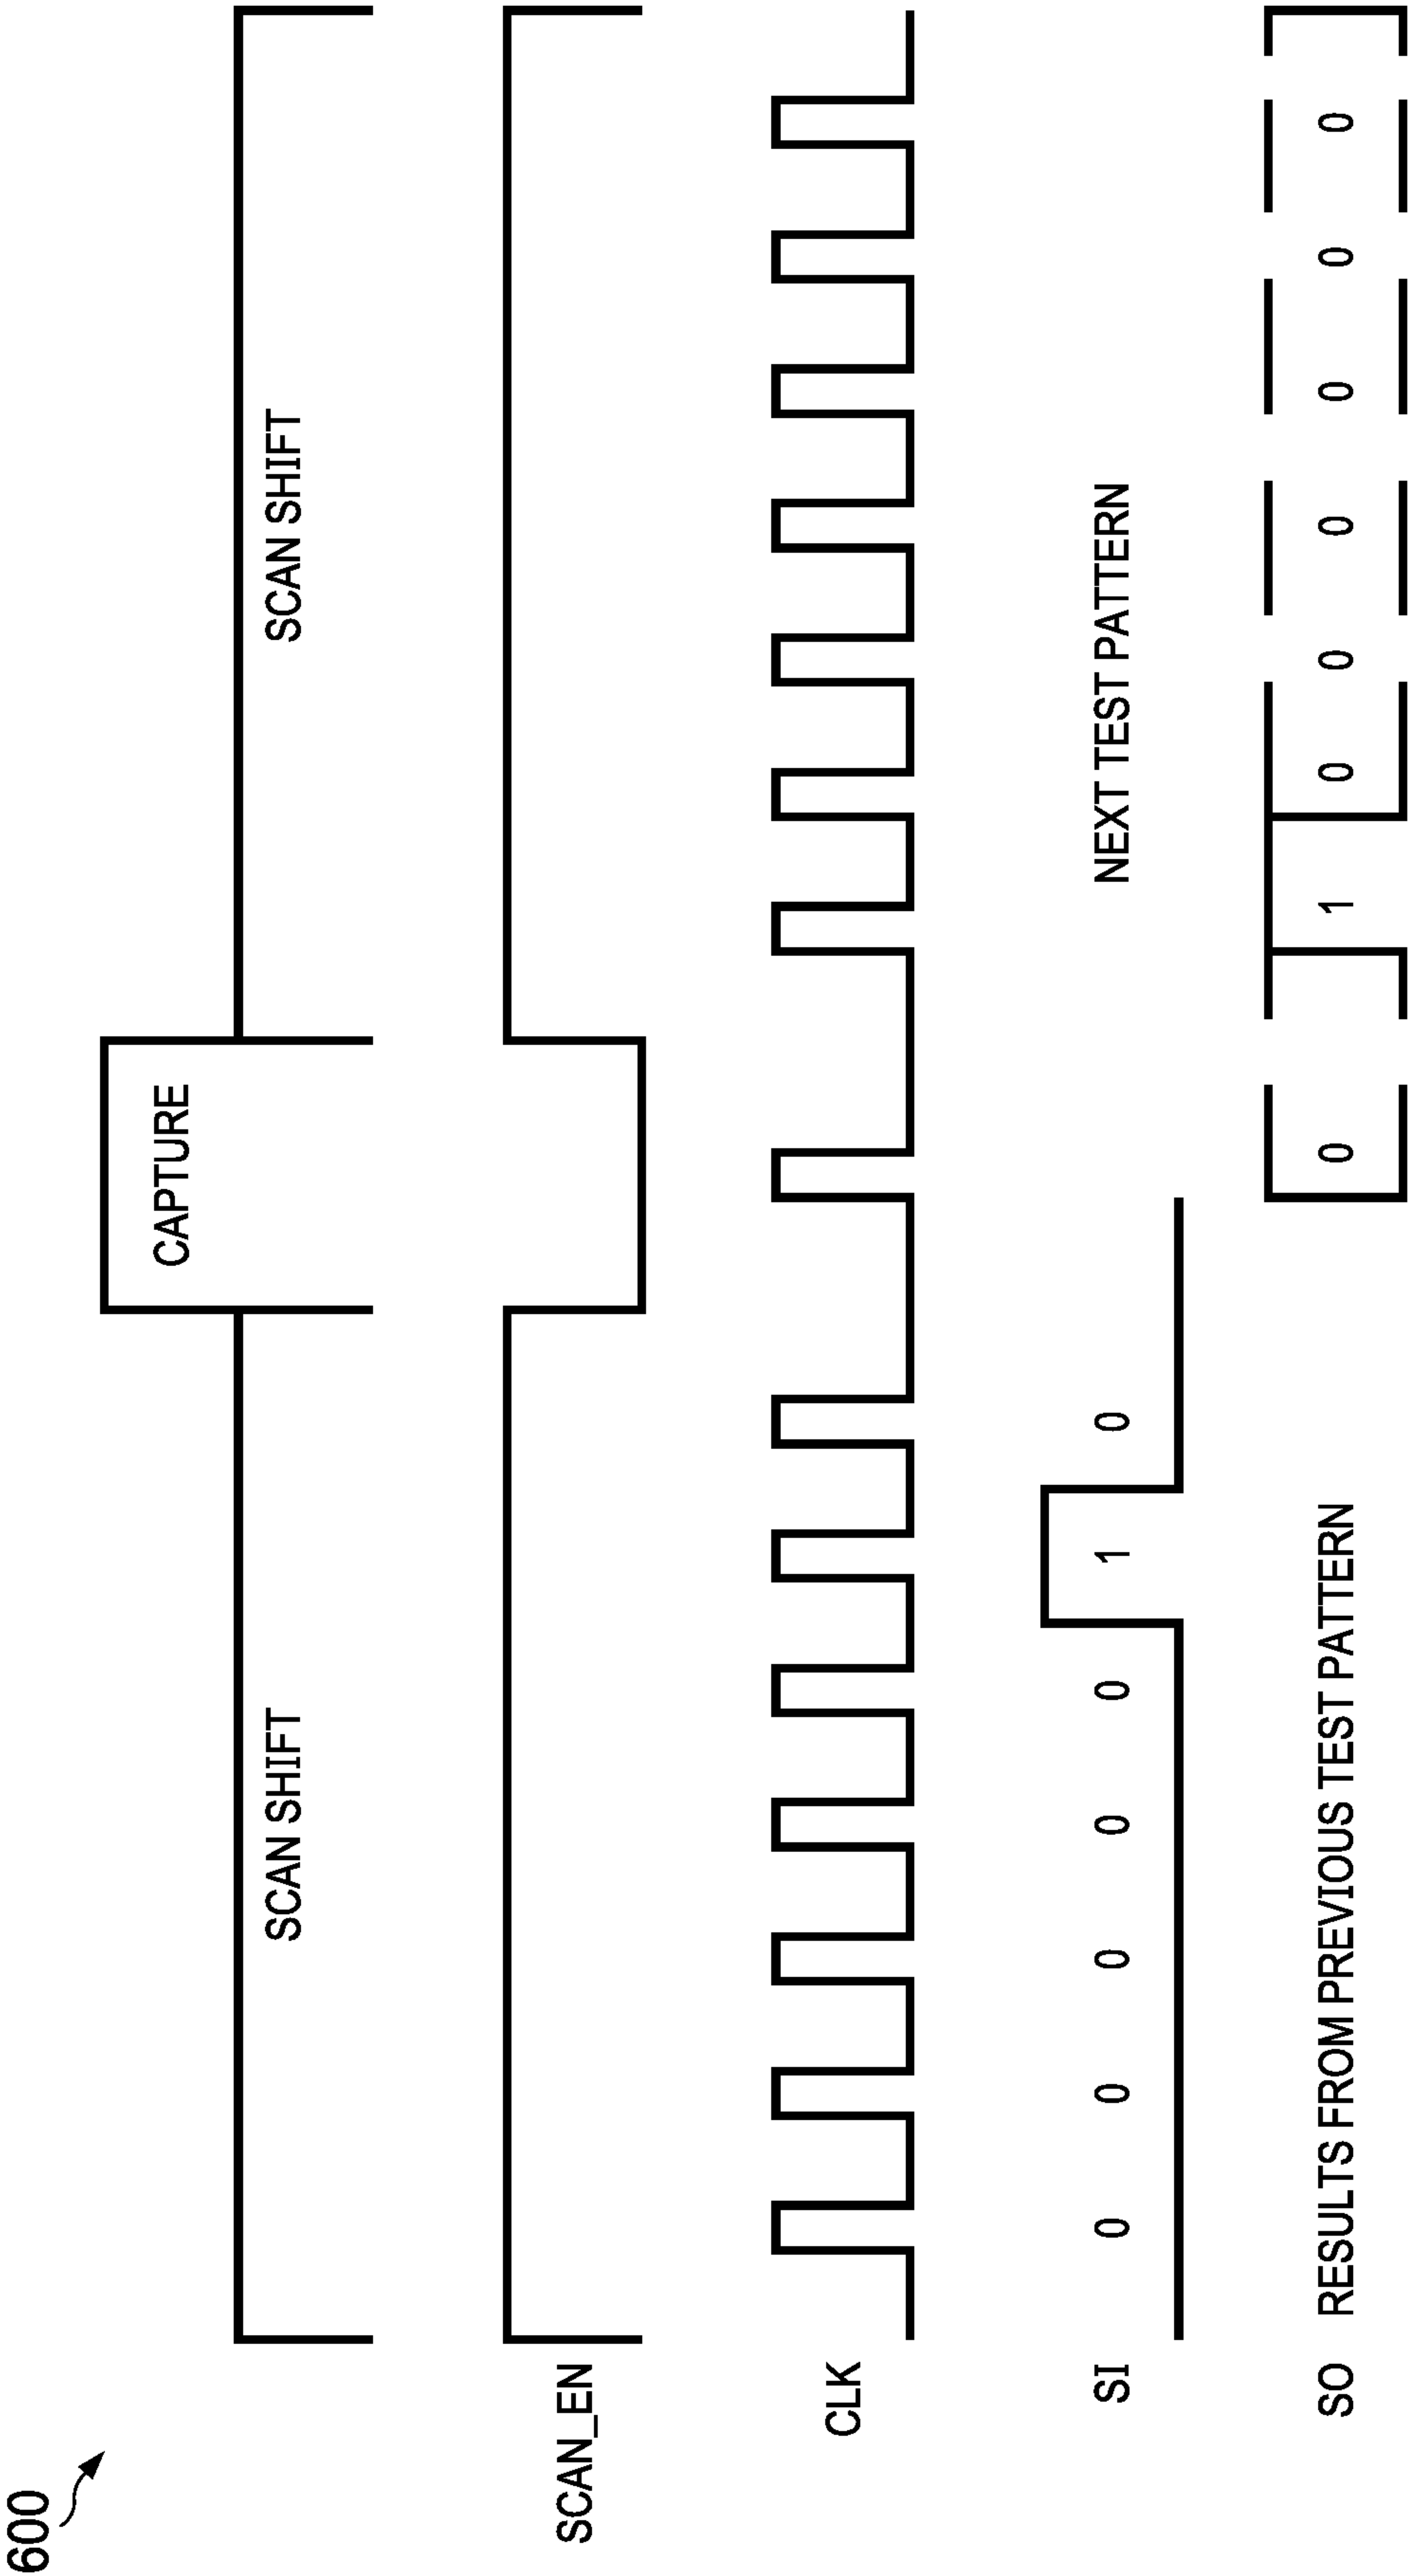 600
CAPTURE
SCAN SHIFT SCAN SHIFT
SCAN_EN
CLK
SI 0 0 0 0 0 1 0 NEXT TEST PATTERN
SO RESULTS FROM PREVIOUS TEST PATTERN 0 1 0 0 0 0 0 0